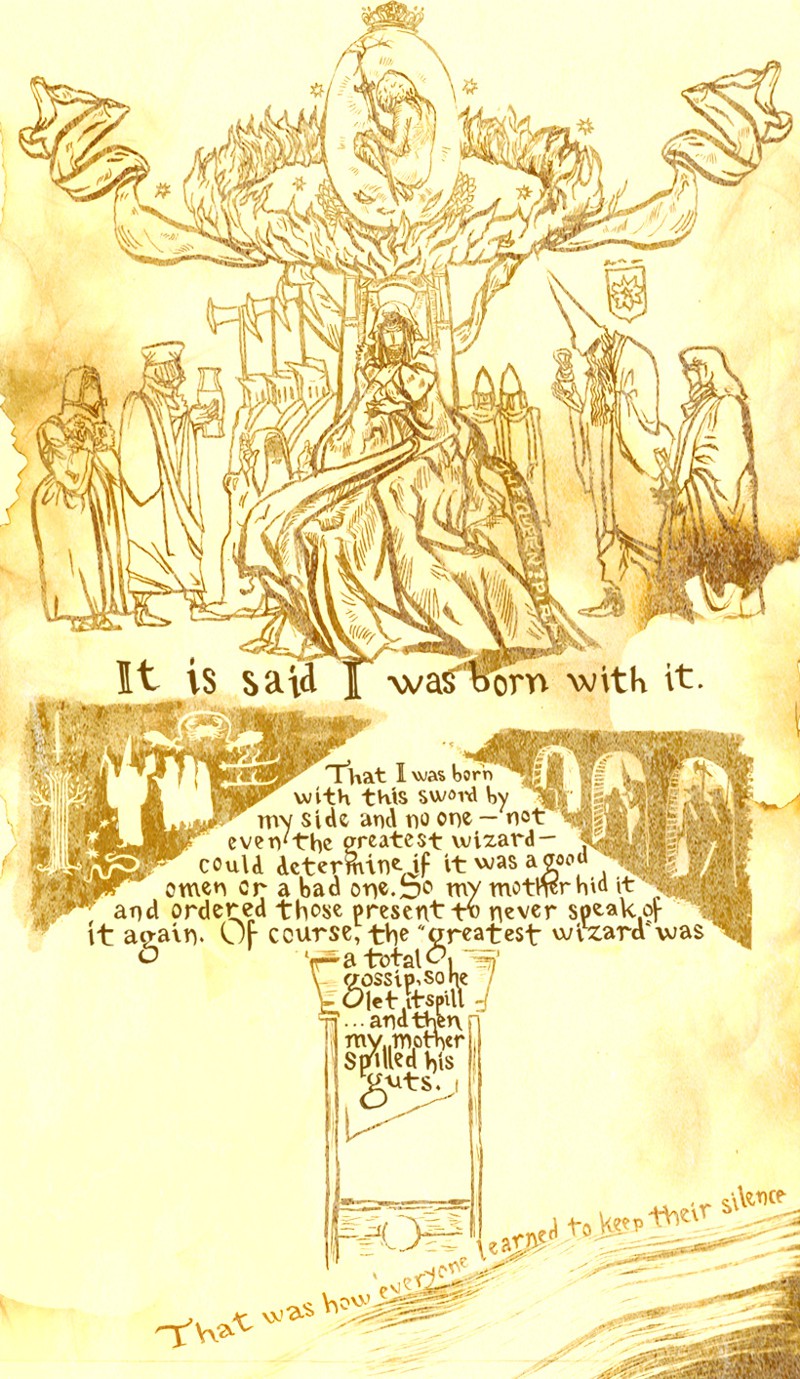 It is said I was born with it.
That I was born
with this sword by
my side and no one — not
even the greatest wizard —
could determine if it was a good
omen or a bad one. So my mother hid it
and ordered those present to never speak of
it again. Of course, the "greatest wizard" was
a total
gossip, so he
let it spill
...and then
my mother
spilled his
guts.
That was how everyone learned to keep their silence